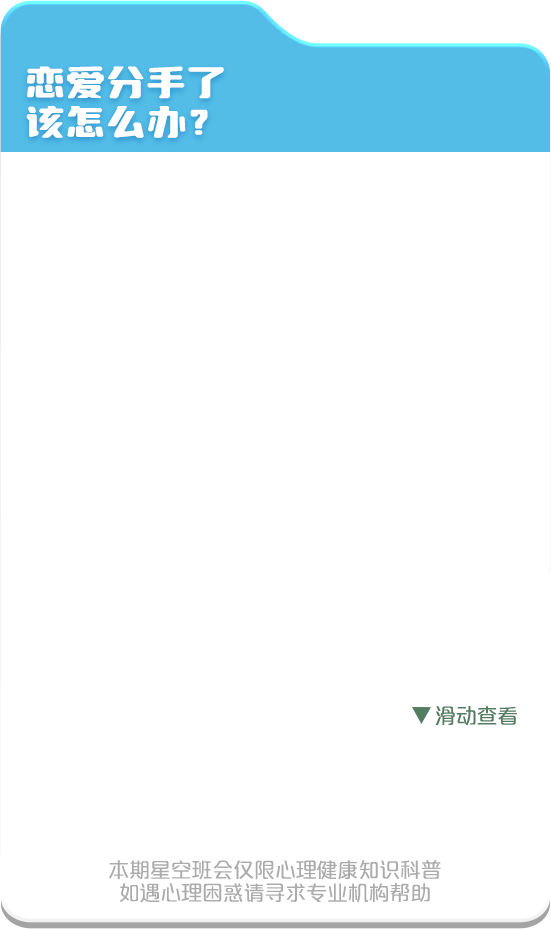 恋爱分手了
该怎么办？
▼滑动查看
本期星空班会仅限心理健康知识科普
如遇心理困惑请寻求专业机构帮助